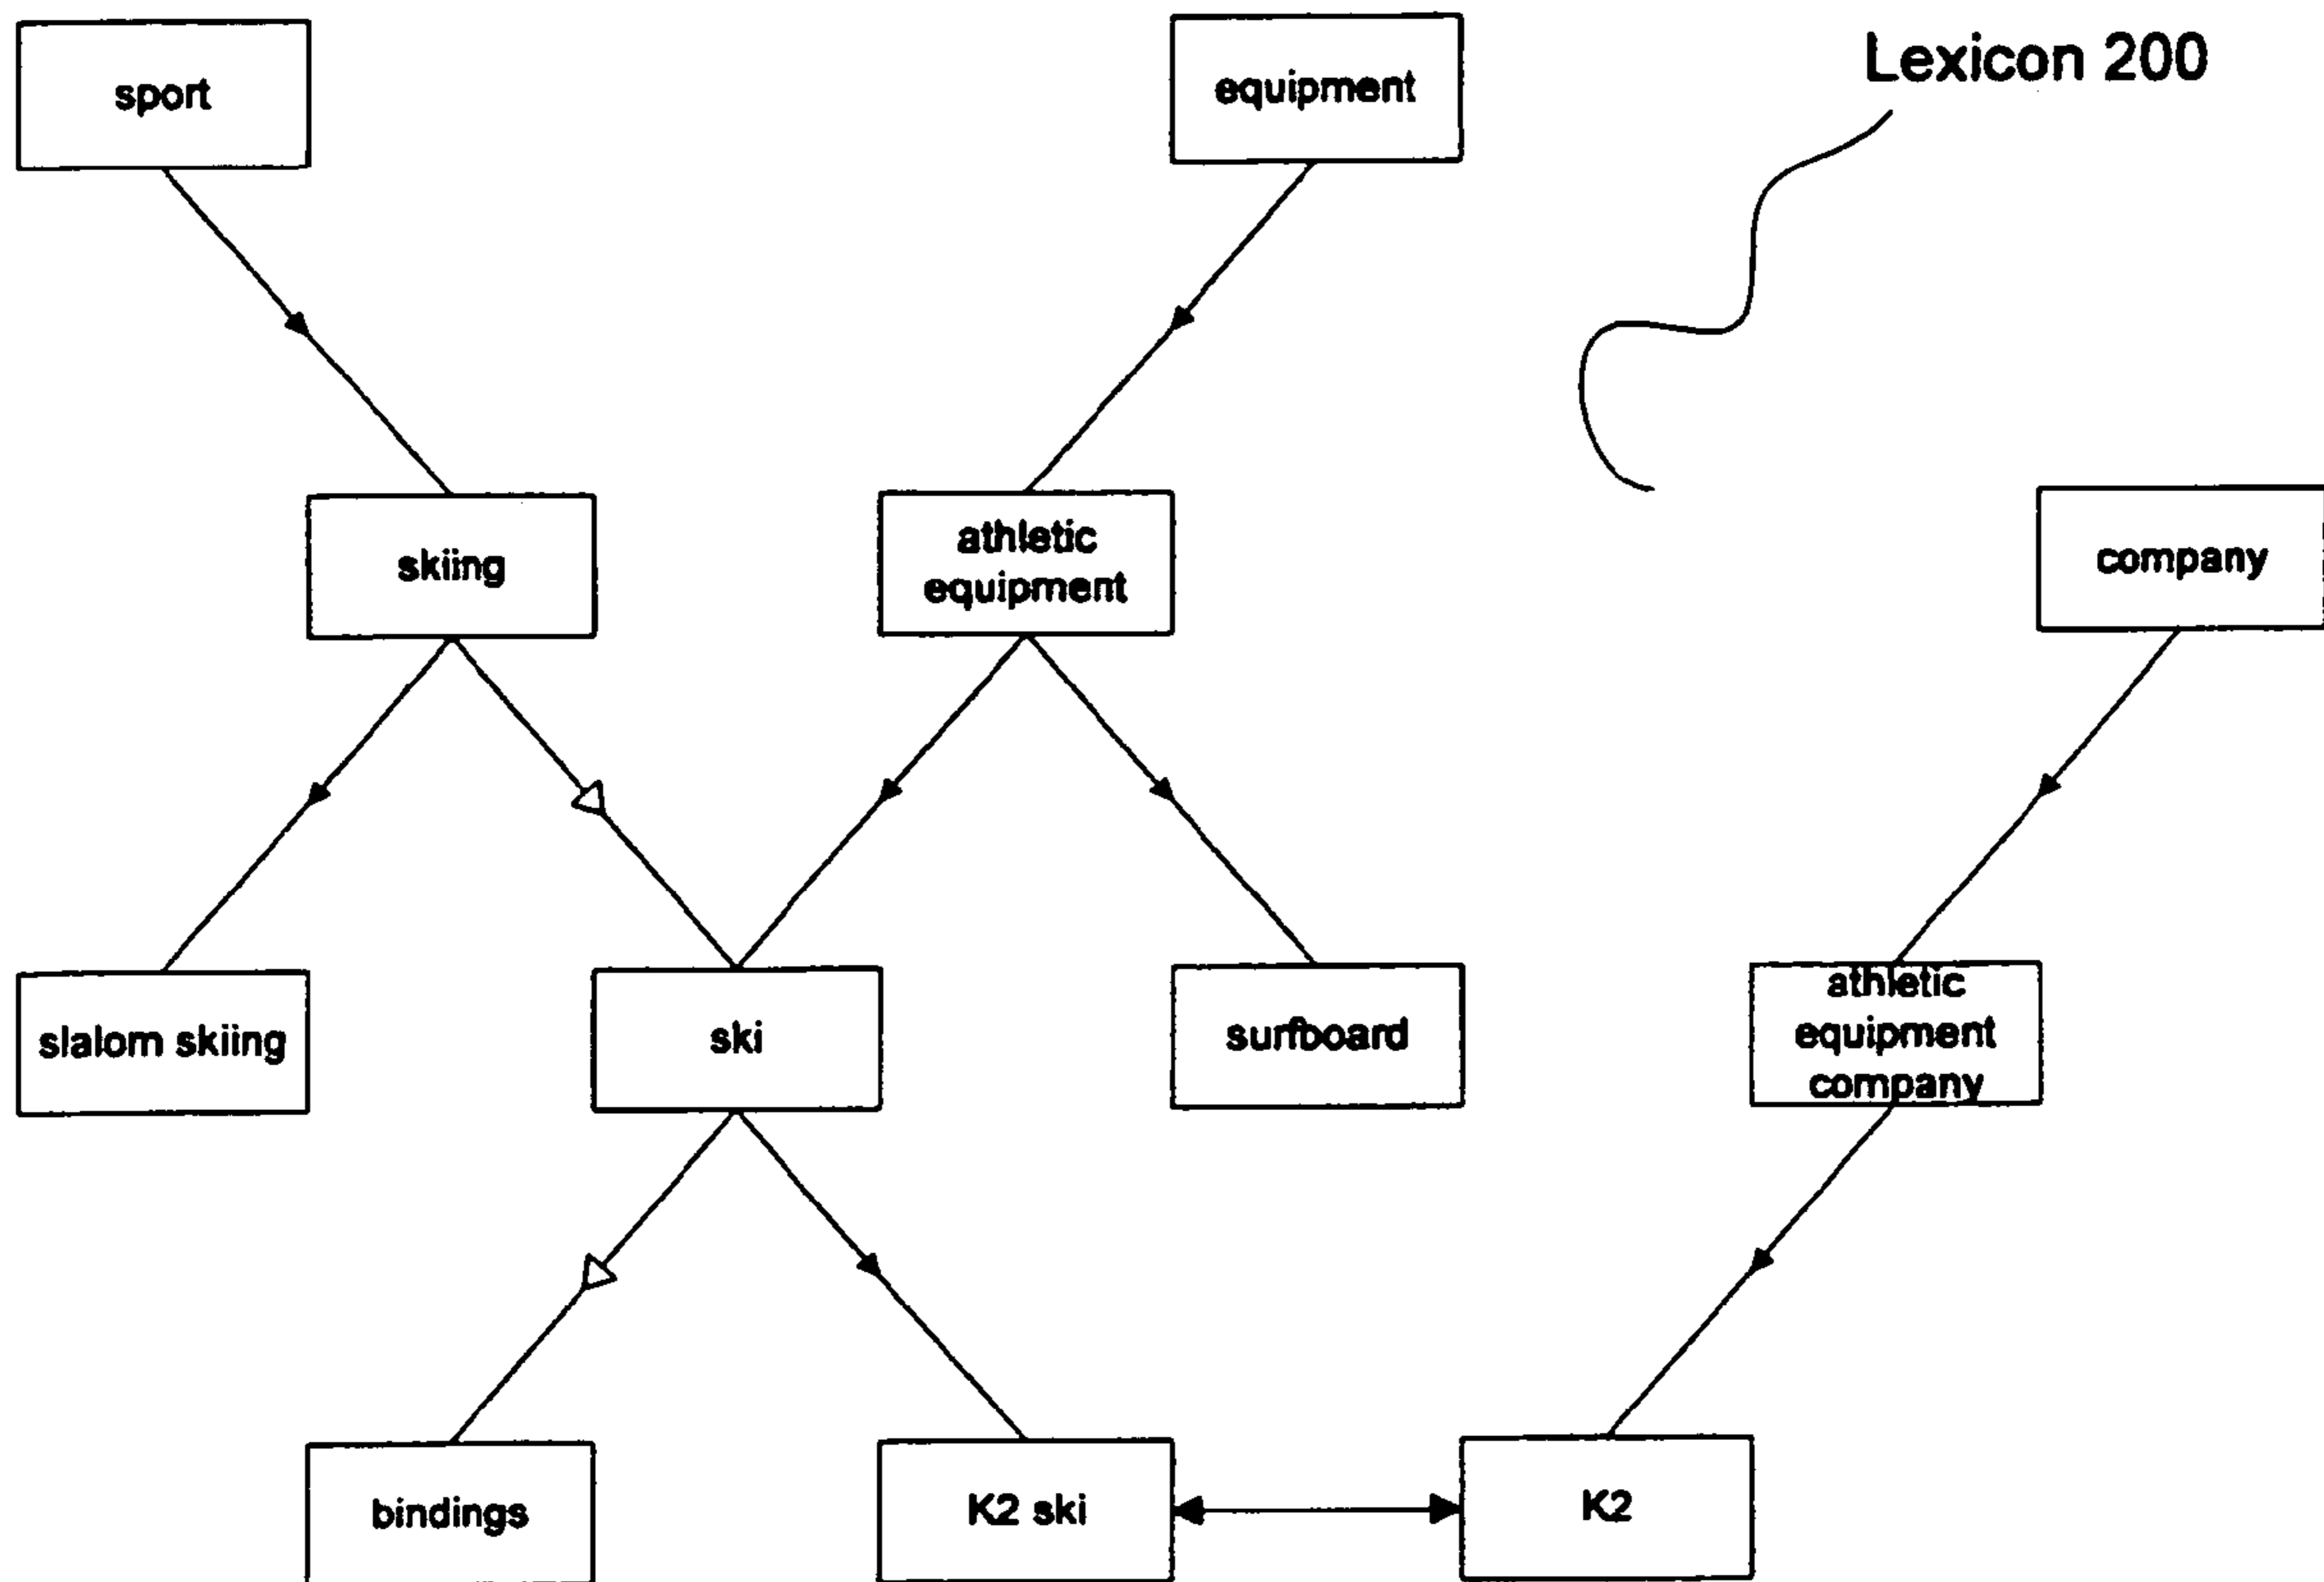 sport
equipment
Lexicon 200
skiing
athletic
equipment
company
slalom skiing
ski
surfboard
athletic
equipment
company
bindings
K2 ski
K2